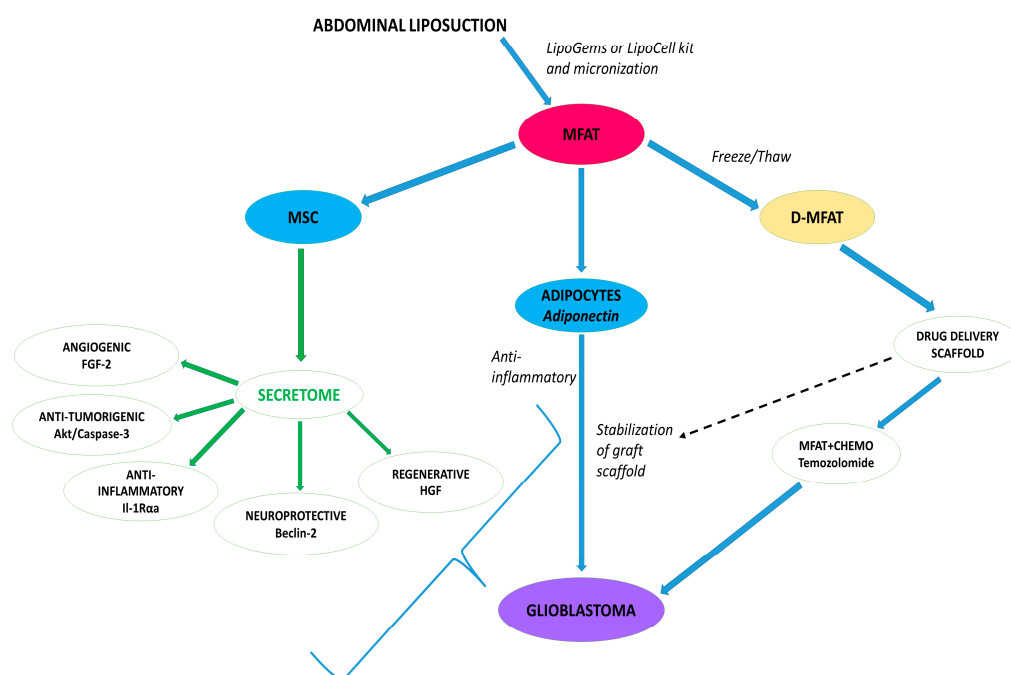 ABDOMINAL LIPOSUCTION
LipoGems or LipoCell kit
and micronization
MFAT
Freeze/Thaw
MSC
D-MFAT
ADIPOCYTES
Adiponectin
DRUG DELIVERY
SCAFFOLD
ANGIOGENIC
FGF-2
Anti-
inflammatory
SECRETOME
ANTI-TUMORIGENIC
Akt/Caspase-3
Stabilization
of graft
scaffold
MFAT+CHEMO
Temozolomide
ANTI-
INFLAMMATORY
Il-1Rαa
REGENERATIVE
HGF
NEUROPROTECTIVE
Beclin-2
GLIOBLASTOMA